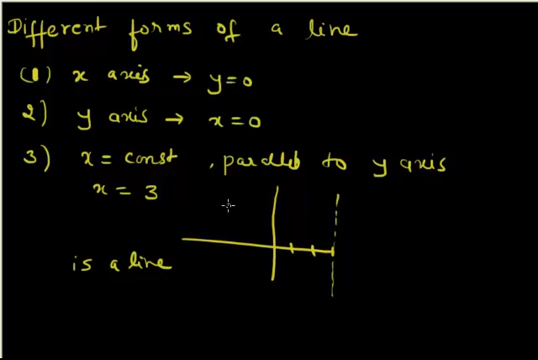 Different forms of a line
(1) x axis → y=0
2) y axis → x=0
3) x = const , parallel to y axis
x = 3
is a line